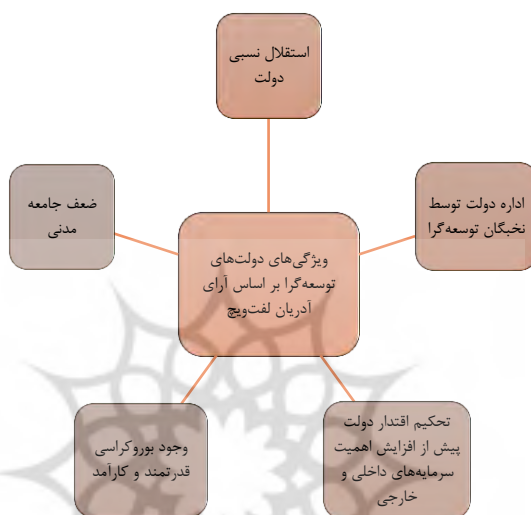 استقلال نسبی
دولت
اداره دولت توسط
نخبگان توسعه‌گرا
ضعف جامعه
مدنی
ویژگی‌های دولت‌های
توسعه‌گرا بر اساس آرای
آدریان لفت‌ویچ
تحکیم اقتدار دولت
پیش از افزایش اهمیت
سرمایه‌های داخلی و
خارجی
وجود بوروکراسی
قدرتمند و کارآمد